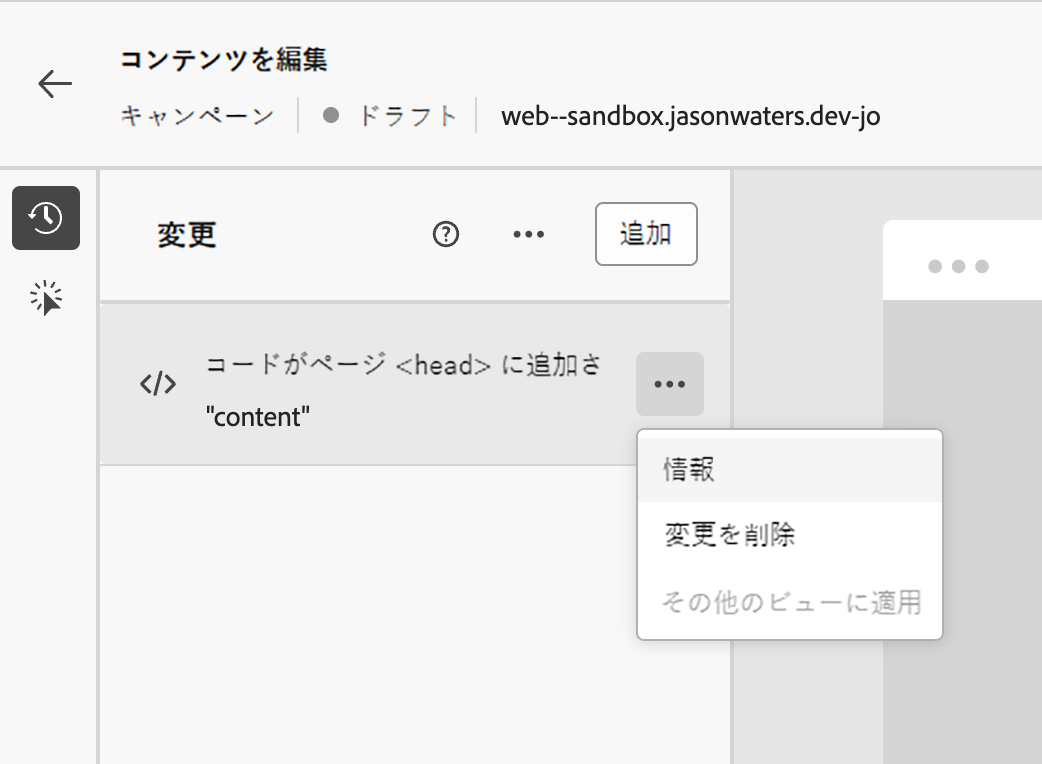 コンテンツを編集
キャンペーン ドラフト web--sandbox.jasonwaters.dev-jo
変更 追加
コードがページ <head> に追加さ
"content"
情報
変更を削除
その他のビューに適用